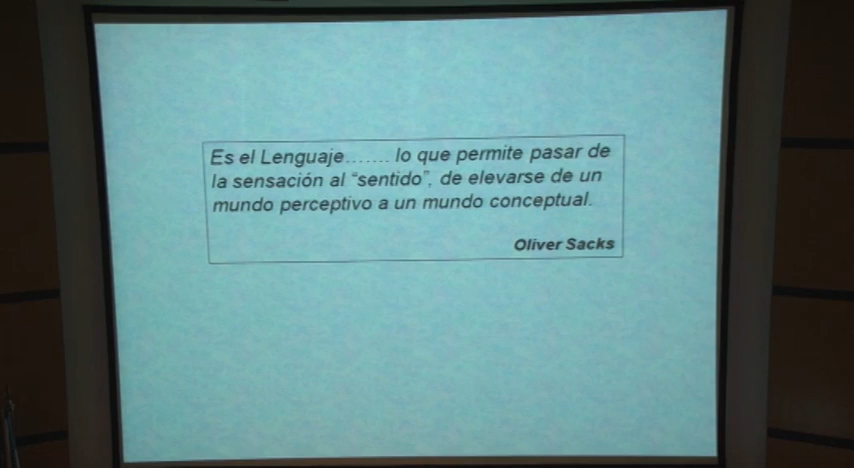 Es el Lenguaje....... lo que permite pasar de
la sensación al “sentido”, de elevarse de un
mundo perceptivo a un mundo conceptual.
Oliver Sacks